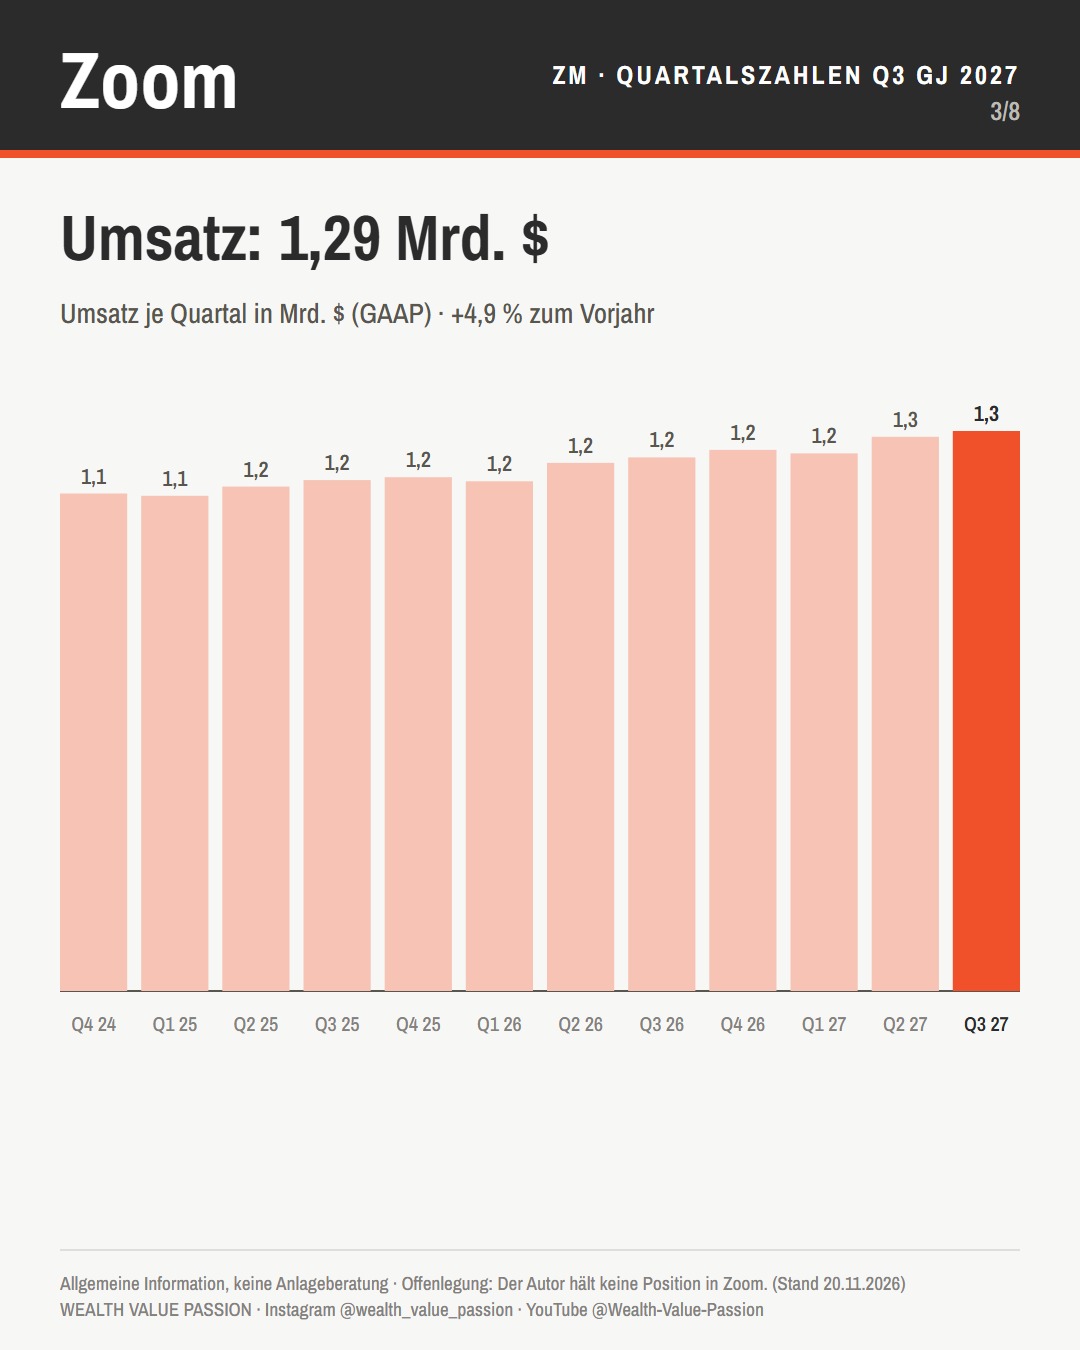 Zoom
ZM · QUARTALSZAHLEN Q3 GJ 2027
3/8
Umsatz: 1,29 Mrd. $
Umsatz je Quartal in Mrd. $ (GAAP) · +4,9 % zum Vorjahr
1,1 1,1 1,2 1,2 1,2 1,2 1,2 1,2 1,2 1,2 1,3 1,3
Q4 24 Q1 25 Q2 25 Q3 25 Q4 25 Q1 26 Q2 26 Q3 26 Q4 26 Q1 27 Q2 27 Q3 27
Allgemeine Information, keine Anlageberatung · Offenlegung: Der Autor hält keine Position in Zoom. (Stand 20.11.2026)
WEALTH VALUE PASSION · Instagram @wealth_value_passion · YouTube @Wealth-Value-Passion